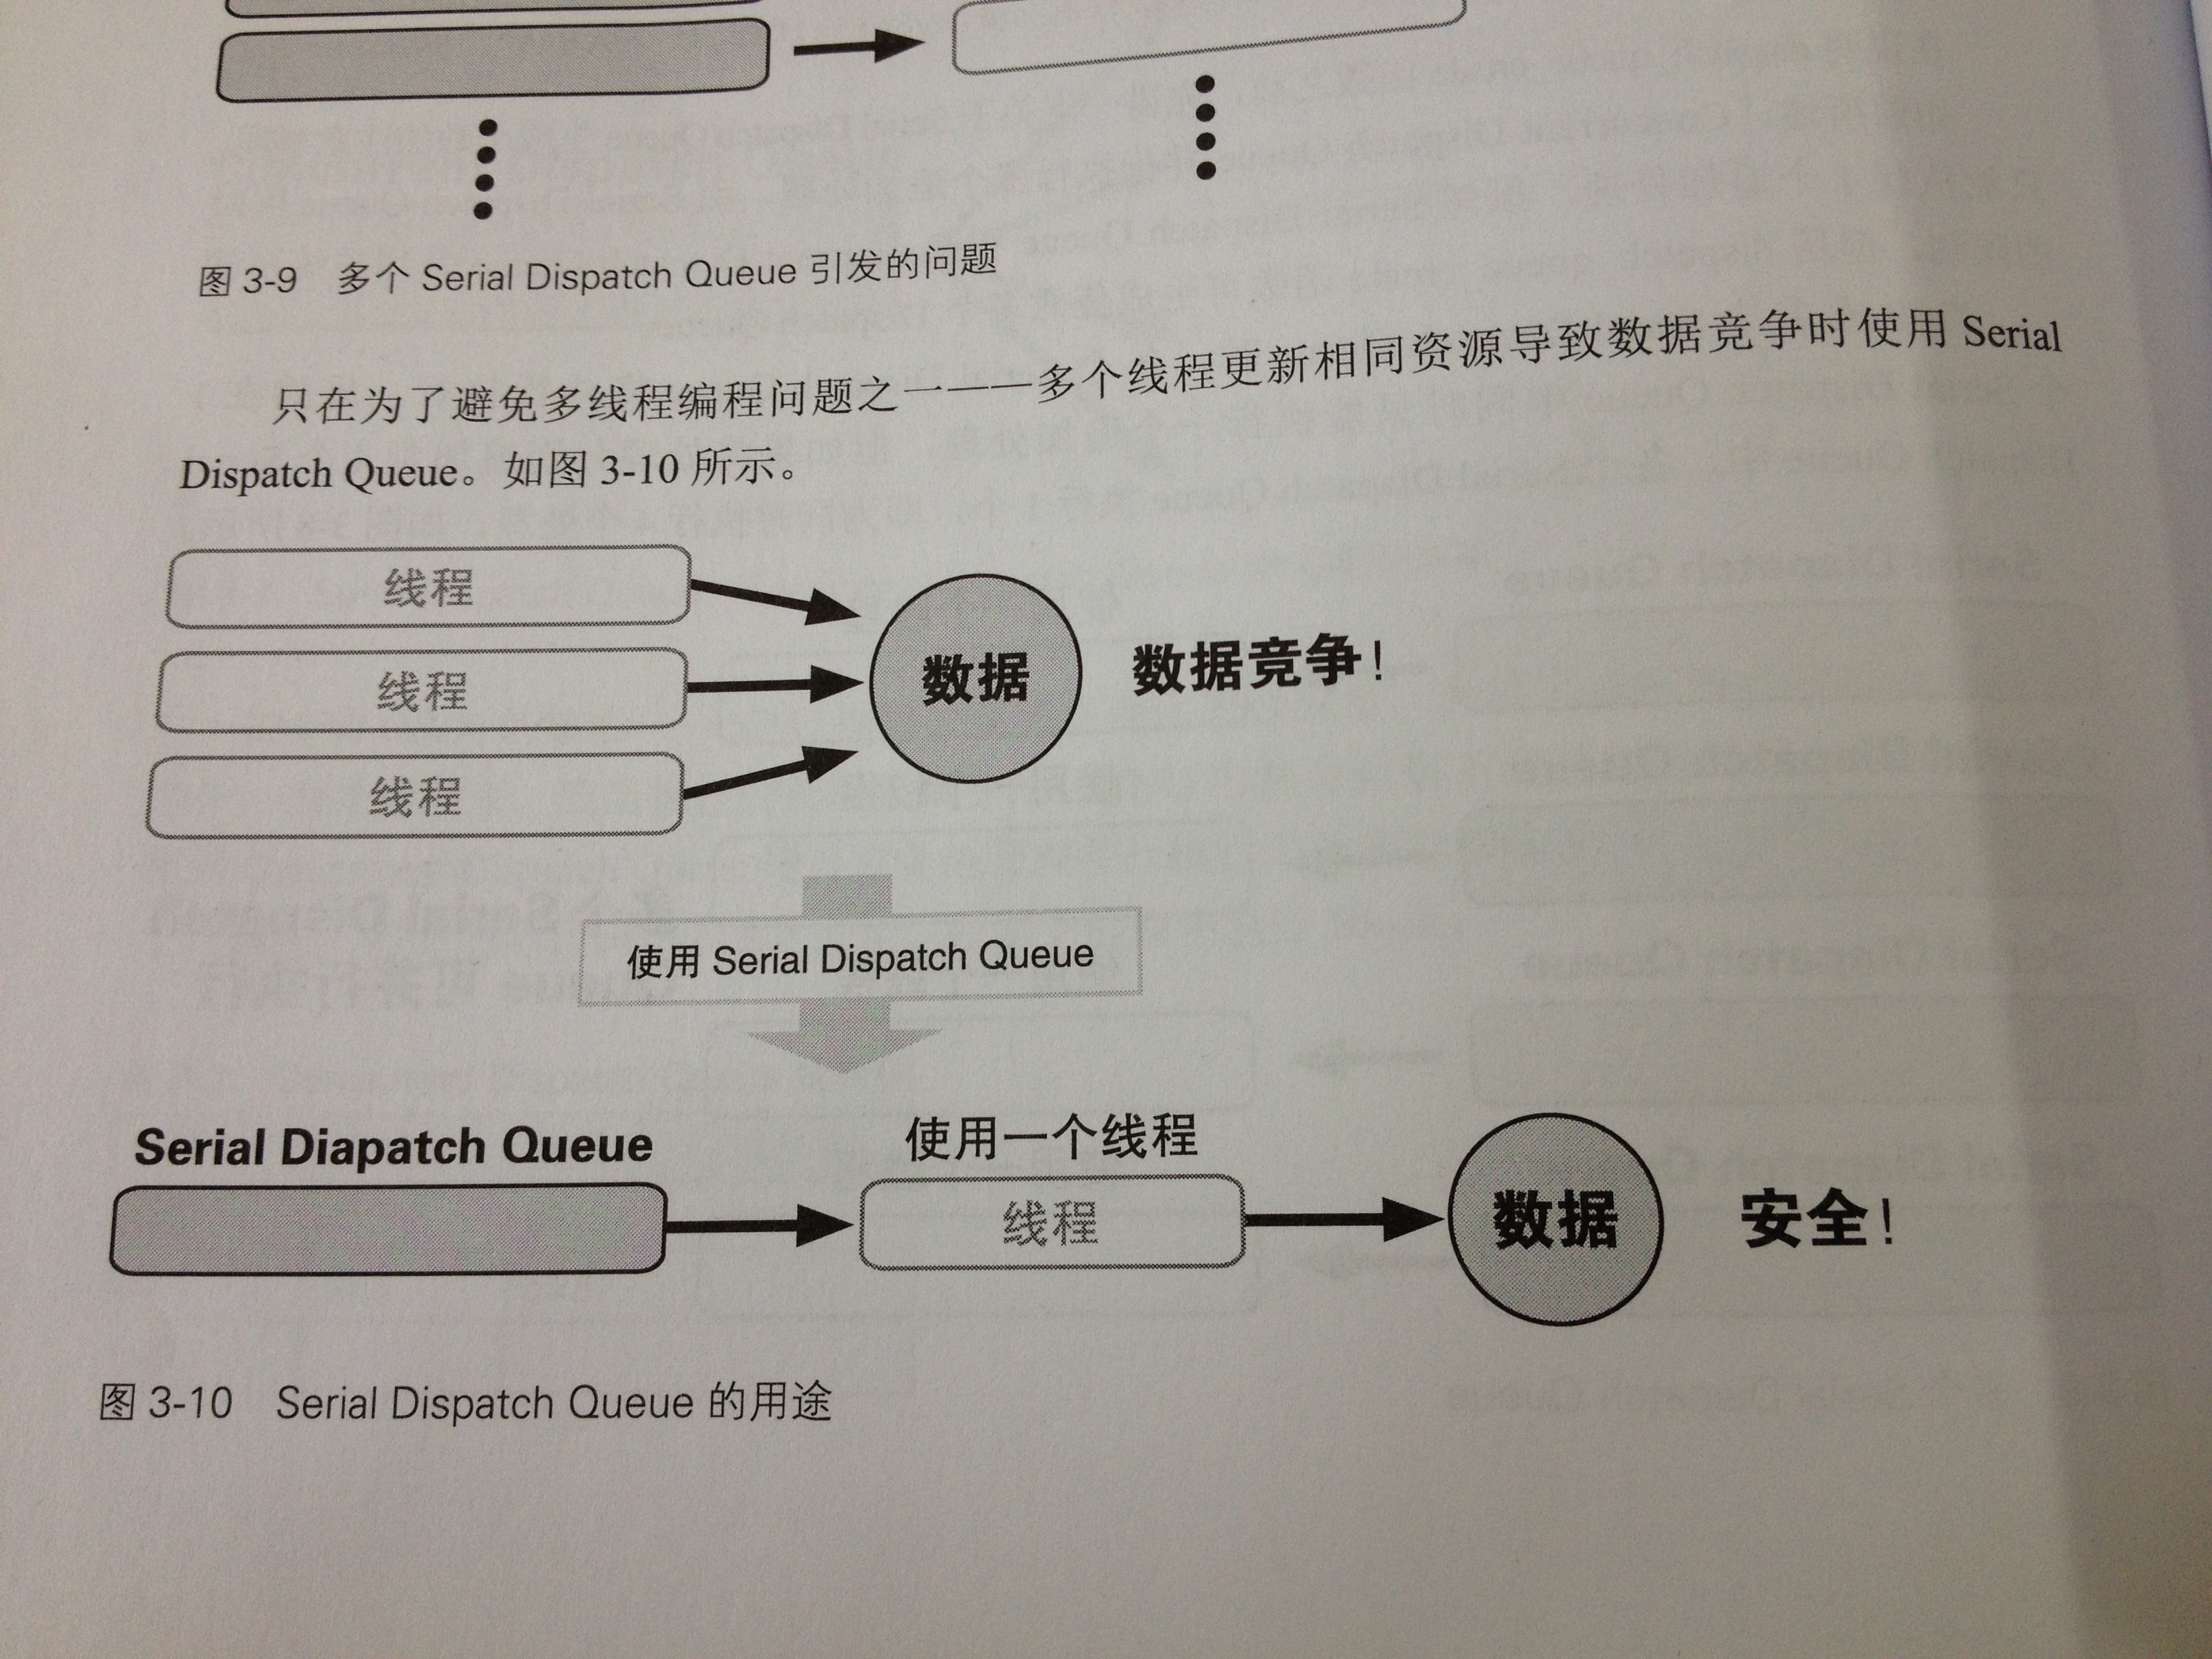 图 3-9 多个 Serial Dispatch Queue 引发的问题
只在为了避免多线程编程问题之一——多个线程更新相同资源导致数据竞争时使用 Serial
Dispatch Queue。如图 3-10 所示。
线程
线程
线程
数据
数据竞争！
使用 Serial Dispatch Queue
Serial Diapatch Queue
使用一个线程
线程
数据
安全！
图 3-10 Serial Dispatch Queue 的用途